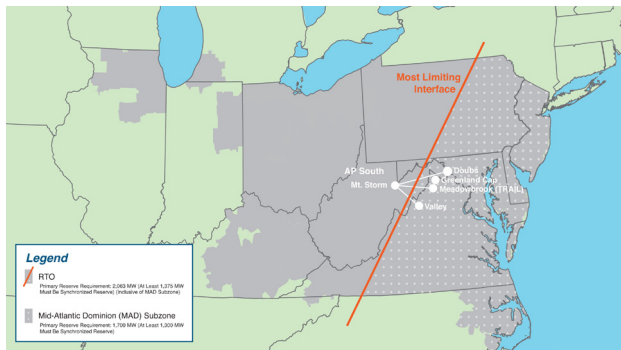 Most Limiting
Interface
AP South
Mt. Storm
Doubs
Greenland Gap
Meadowbrook (TRAIL)
Valley
Legend
RTO
Primary Reserve Requirement: 2,063 MW (At Least 1,375 MW
Must Be Synchronized Reserve) (Inclusive of MAD Subzone)
Mid-Atlantic Dominion (MAD) Subzone
Primary Reserve Requirement: 1,700 MW (At Least 1,300 MW
Must Be Synchronized Reserve)